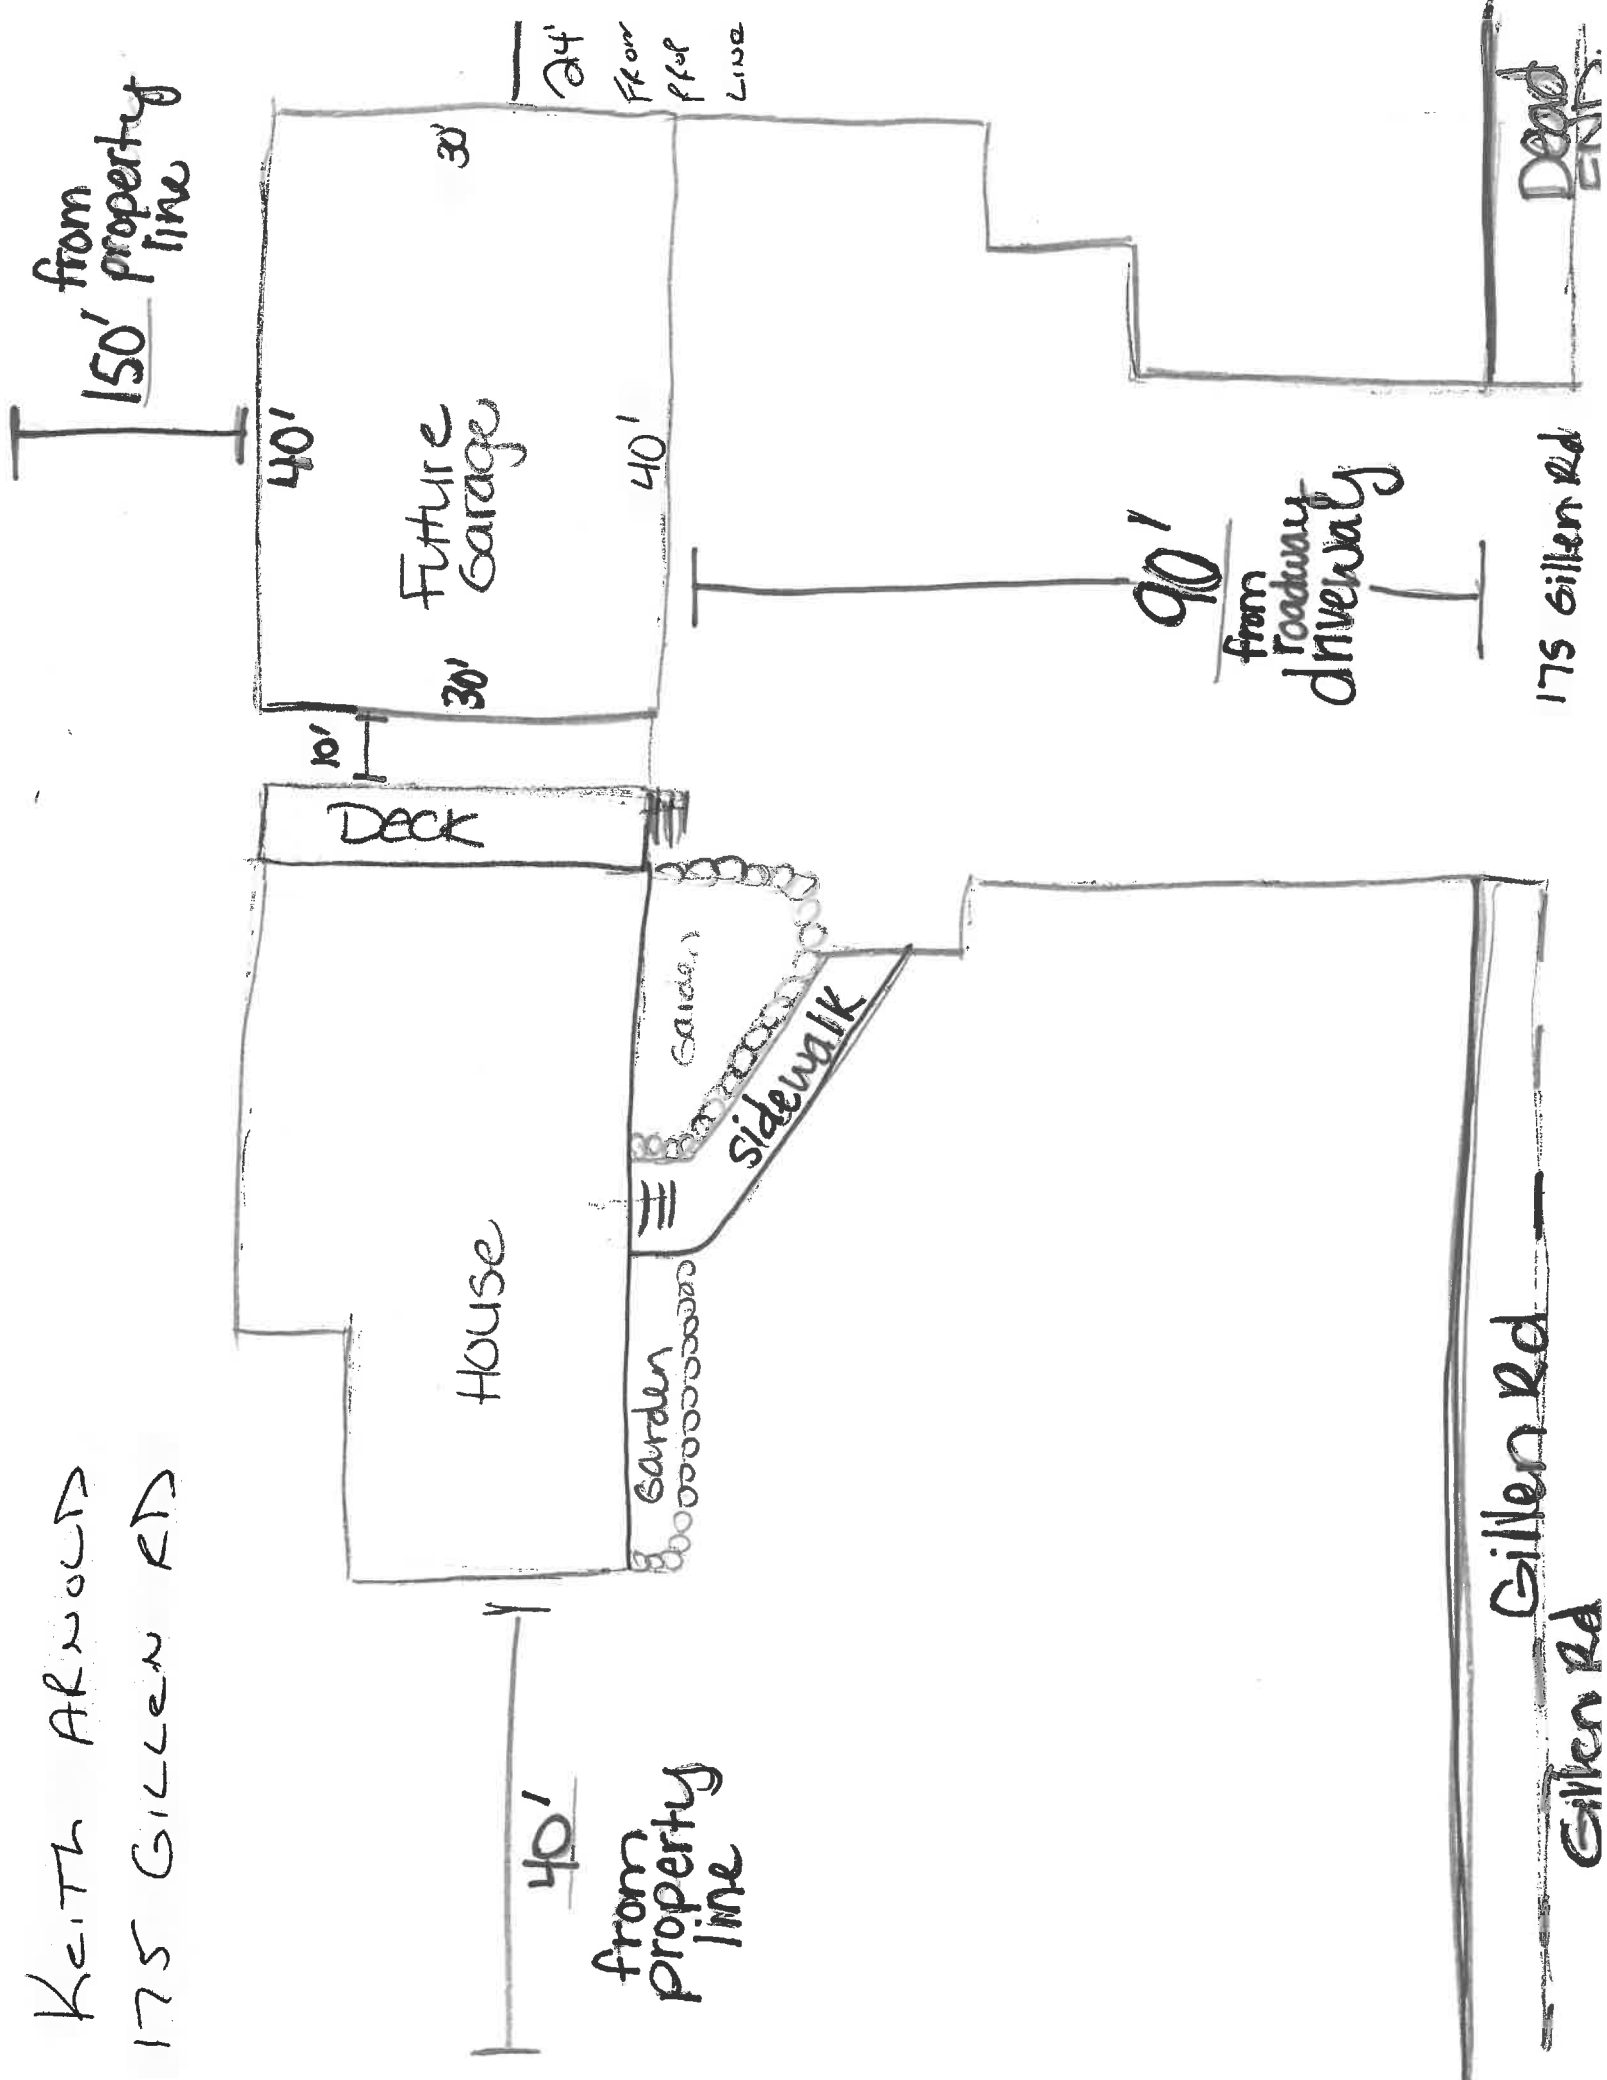 KEITH ARNOLD
175 GILLEN RD
150' from
property
line
40'
30'
30'
40'
Future
Garage
24'
FROM
PROP
LINE
10'
DECK
House
Garden
Garden
sidewalk
40'
from
property
line
90'
from
roadway
driveway
175 Gillen Rd
Dead
END.
Gillen Rd
Gillen Rd